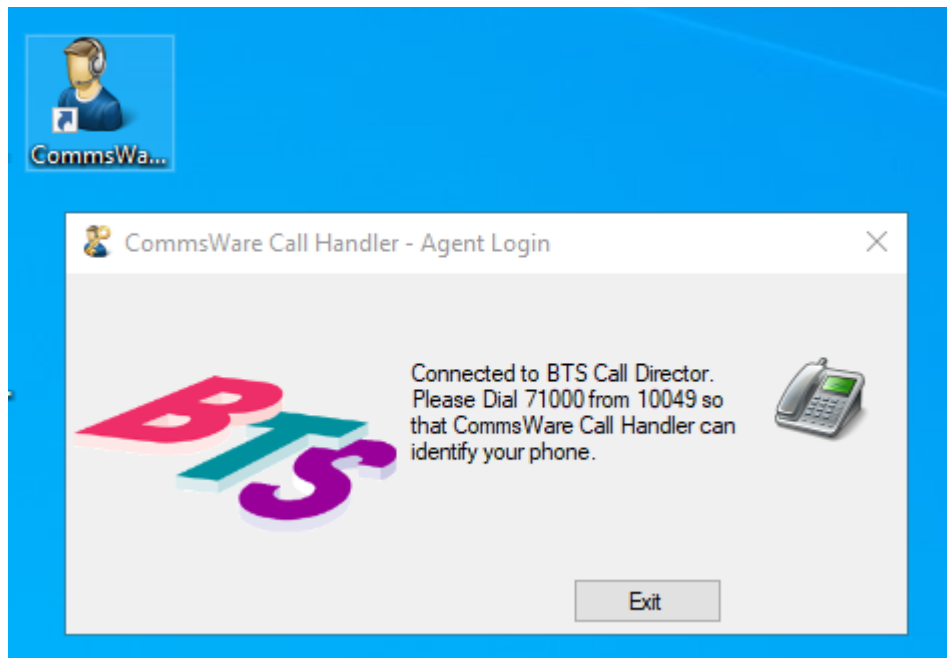 CommsWa...
CommsWare Call Handler - Agent Login
BTS
Connected to BTS Call Director.
Please Dial 71000 from 10049 so
that CommsWare Call Handler can
identify your phone.
Exit